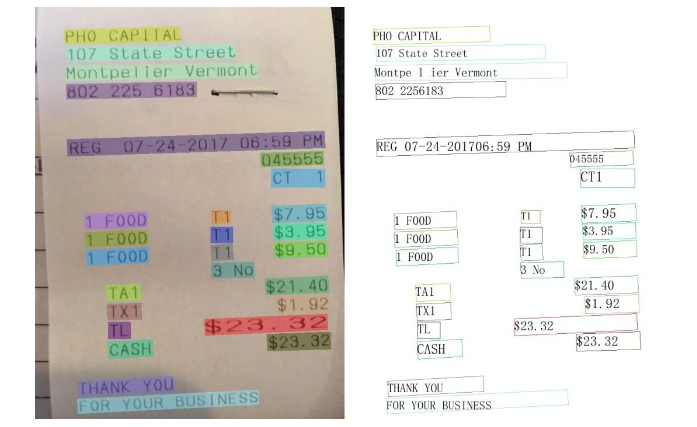 PHO CAPITAL
107 State Street
Montpelier Vermont
802 225 6183
REG 07-24-2017 06:59 PM
045555
CT 1
1 FOOD T1 $7.95
1 FOOD T1 $3.95
1 FOOD T1 $9.50
3 No
TA1 $21.40
TX1 $1.92
TL $23.32
CASH $23.32
THANK YOU
FOR YOUR BUSINESS
PHO CAPITAL
107 State Street
Montpe l ier Vermont
802 2256183
REG 07-24-201706:59 PM
045555
CT1
1 FOOD T1 $7.95
1 FOOD T1 $3.95
1 FOOD T1 $9.50
3 No
TA1 $21.40
TX1 $1.92
TL $23.32
CASH $23.32
THANK YOU
FOR YOUR BUSINESS